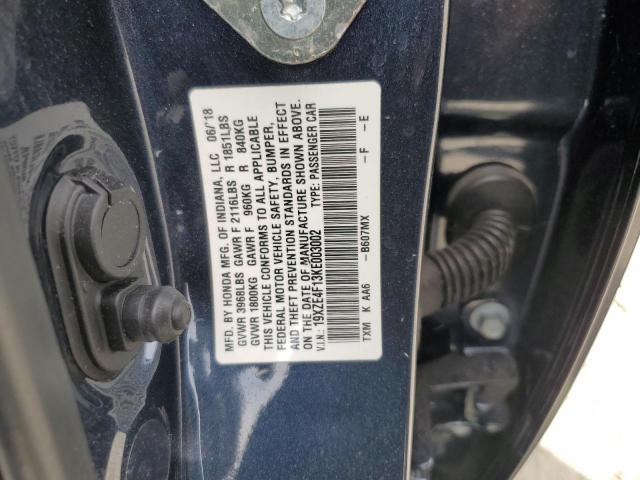 MFD. BY HONDA MFG. OF INDIANA, LLC 06/'18
GVWR 3968LBS GAWR F 2116LBS R 1851LBS
GVWR 1800KG GAWR F 960KG R 840KG
THIS VEHICLE CONFORMS TO ALL APPLICABLE
FEDERAL MOTOR VEHICLE SAFETY, BUMPER,
AND THEFT PREVENTION STANDARDS IN EFFECT
ON THE DATE OF MANUFACTURE SHOWN ABOVE.
V.I.N.: 19XZE4F13KE003002 TYPE: PASSENGER CAR
TXM K AA6 –B607MX –F –E